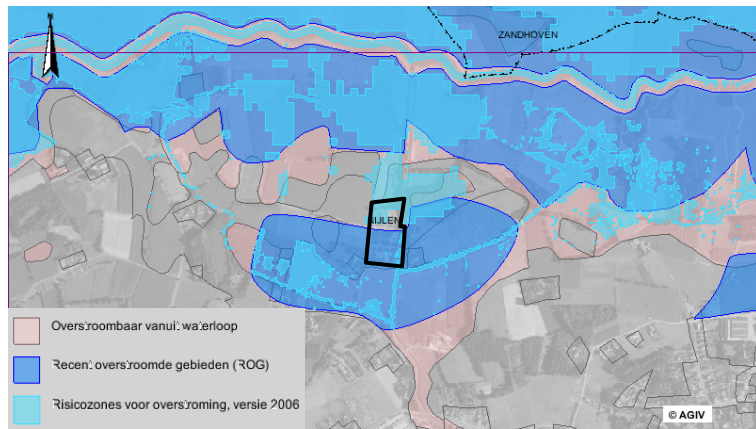 N
ZANDHOVEN
NIJLEN
Overstroombaar vanuit waterloop
Recent overstroomde gebieden (ROG)
Risicozones voor overstroming, versie 2006
© AGIV